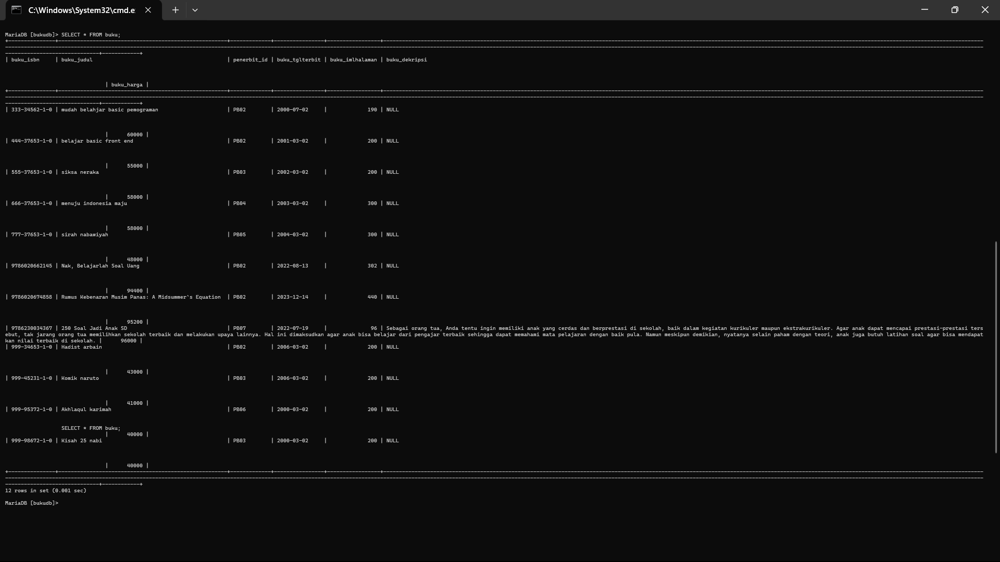 C:\Windows\System32\cmd.e
MariaDB [bukudb]> SELECT * FROM buku;
| buku_isbn | buku_judul | penerbit_id | buku_tglterbit | buku_imlhalaman | buku_dekripsi
| buku_harga |
| 333-34562-1-0 | mudah belahjar basic pemograman | PB02 | 2000-07-02 | 190 | NULL
| 60000 |
| 444-37653-1-0 | belajar basic front end | PB02 | 2001-03-02 | 200 | NULL
| 55000 |
| 555-37653-1-0 | siksa neraka | PB03 | 2002-03-02 | 200 | NULL
| 58000 |
| 666-37653-1-0 | menuju indonesia maju | PB04 | 2003-03-02 | 300 | NULL
| 58000 |
| 777-37653-1-0 | sirah nabawiyah | PB05 | 2004-03-02 | 300 | NULL
| 48000 |
| 9786020662145 | Nak, Belajarlah Soal Uang | PB02 | 2022-08-13 | 302 | NULL
| 94400 |
| 9786020674858 | Rumus Kebenaran Musim Panas: A Midsummer`s Equation | PB02 | 2023-12-14 | 440 | NULL
| 95200 |
| 9786230034367 | 250 Soal Jadi Anak SD | PB07 | 2022-07-19 | 96 | Sebagai orang tua, Anda tentu ingin memiliki anak yang cerdas dan berprestasi di sekolah, baik dalam kegiatan kurikuler maupun ekstrakurikuler. Agar anak dapat mencapai prestasi-prestasi ters
ebut, tak jarang orang tua memilihkan sekolah terbaik dan melakukan upaya lainnya. Hal ini dimaksudkan agar anak bisa belajar dari pengajar terbaik sehingga dapat memahami mata pelajaran dengan baik pula. Namun meskipun demikian, nyatanya selain paham dengan teori, anak juga butuh latihan soal agar bisa mendapat
kan nilai terbaik di sekolah. | 96000 |
| 999-34653-1-0 | Hadist arbain | PB02 | 2006-03-02 | 200 | NULL
| 43000 |
| 999-45231-1-0 | Komik naruto | PB03 | 2006-03-02 | 200 | NULL
| 41000 |
| 999-95372-1-0 | Akhlaqul karimah | PB06 | 2000-03-02 | 200 | NULL
SELECT * FROM buku;
| 40000 |
| 999-98672-1-0 | Kisah 25 nabi | PB03 | 2000-03-02 | 200 | NULL
| 40000 |
12 rows in set (0.001 sec)
MariaDB [bukudb]>